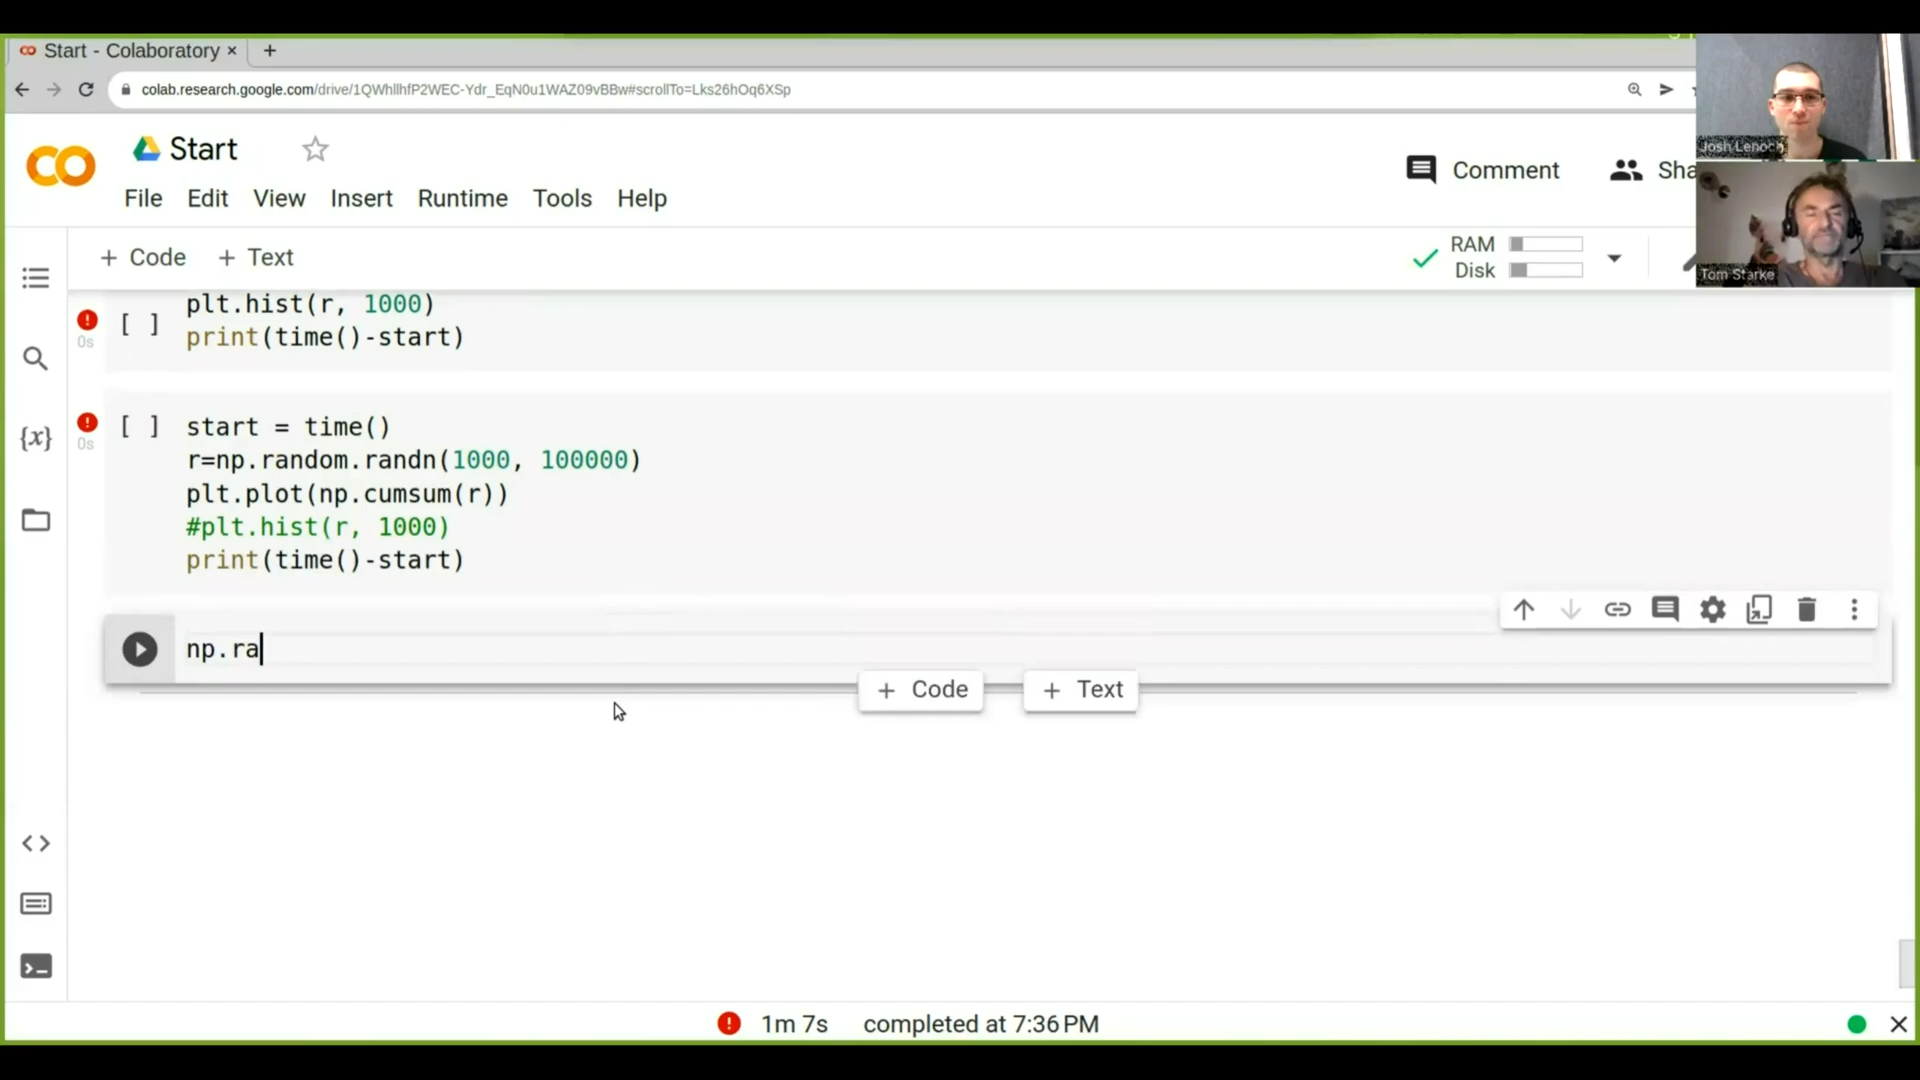 Start - Colaboratory
colab.research.google.com/drive/1QWhllhfP2WEC-Ydr_EqN0u1WAZ09vBBw#scrollTo=Lks26hOq6XSp
Start
File Edit View Insert Runtime Tools Help
Comment
Sha
Josh Lenoch
Tom Starke
+ Code + Text
RAM
Disk
plt.hist(r, 1000)
[ ]
0s
print(time()-start)
[ ] start = time()
0s
r=np.random.randn(1000, 100000)
plt.plot(np.cumsum(r))
#plt.hist(r, 1000)
print(time()-start)
np.ra
+ Code + Text
{x}
1m 7s completed at 7:36 PM